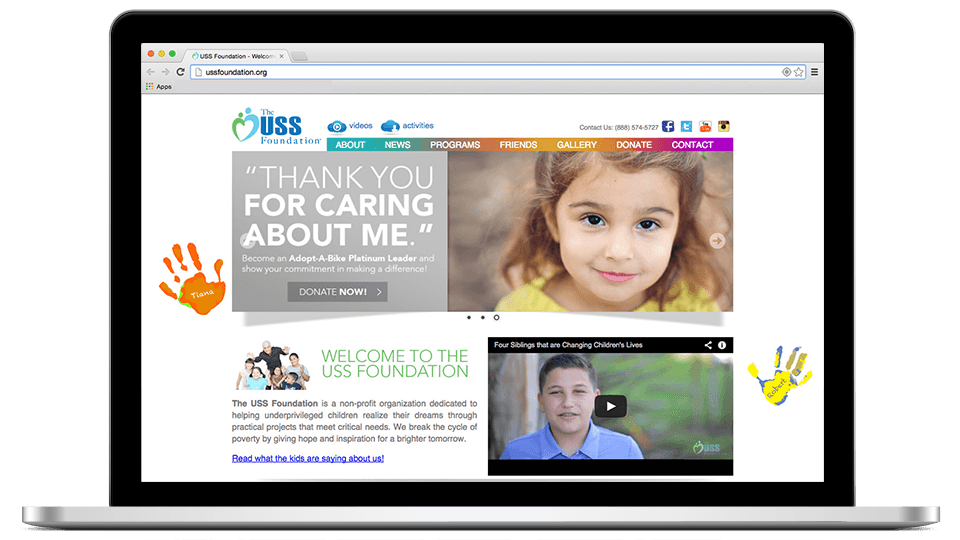 USS Foundation - Welcom
ussfoundation.org
Apps
The
USS
Foundation
videos
activities
Contact Us: (888) 574-5727
ABOUT NEWS PROGRAMS FRIENDS GALLERY DONATE CONTACT
“THANK YOU
FOR CARING
ABOUT ME.”
Become an Adopt-A-Bike Platinum Leader and
show your commitment in making a difference!
DONATE NOW! >
Tiana
WELCOME TO THE
USS FOUNDATION
The USS Foundation is a non-profit organization dedicated to
helping underprivileged children realize their dreams through
practical projects that meet critical needs. We break the cycle of
poverty by giving hope and inspiration for a brighter tomorrow.
Read what the kids are saying about us!
Four Siblings that are Changing Children's Lives
USS
Robert